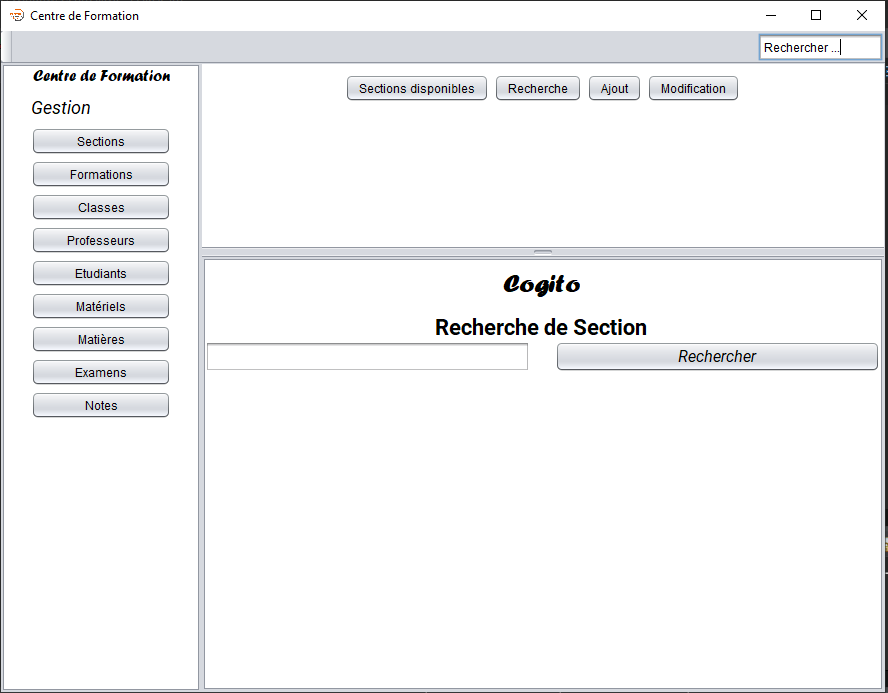 Centre de Formation
Rechercher ...
Centre de Formation
Gestion
Sections
Formations
Classes
Professeurs
Etudiants
Matériels
Matières
Examens
Notes
Sections disponibles Recherche Ajout Modification
Cogito
Recherche de Section
Rechercher